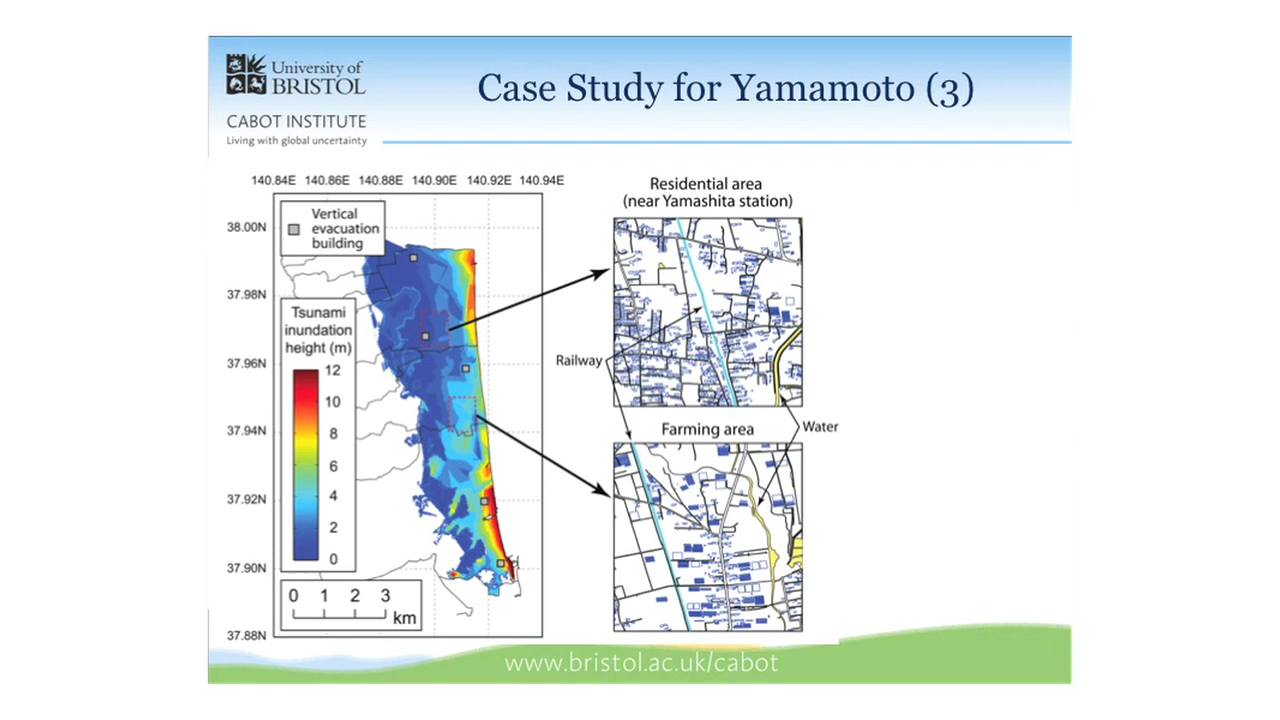 University of
BRISTOL
CABOT INSTITUTE
Living with global uncertainty
Case Study for Yamamoto (3)
140.84E 140.86E 140.88E 140.90E 140.92E 140.94E
38.00N
37.98N
37.96N
37.94N
37.92N
37.90N
37.88N
Vertical
evacuation
building
Tsunami
inundation
height (m)
12
10
8
6
4
2
0
0 1 2 3
km
Residential area
(near Yamashita station)
Railway
Farming area
Water
www.bristol.ac.uk/cabot